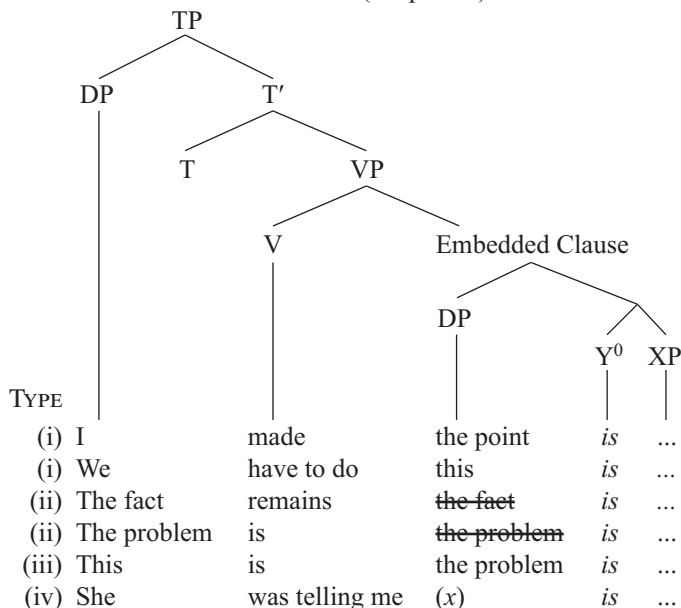 TP
DP T′
T VP
V Embedded Clause
DP
Y⁰ XP
TYPE
(i) I made the point is ...
(i) We have to do this is ...
(ii) The fact remains the fact is ...
(ii) The problem is the problem is ...
(iii) This is the problem is ...
(iv) She was telling me (x) is ...